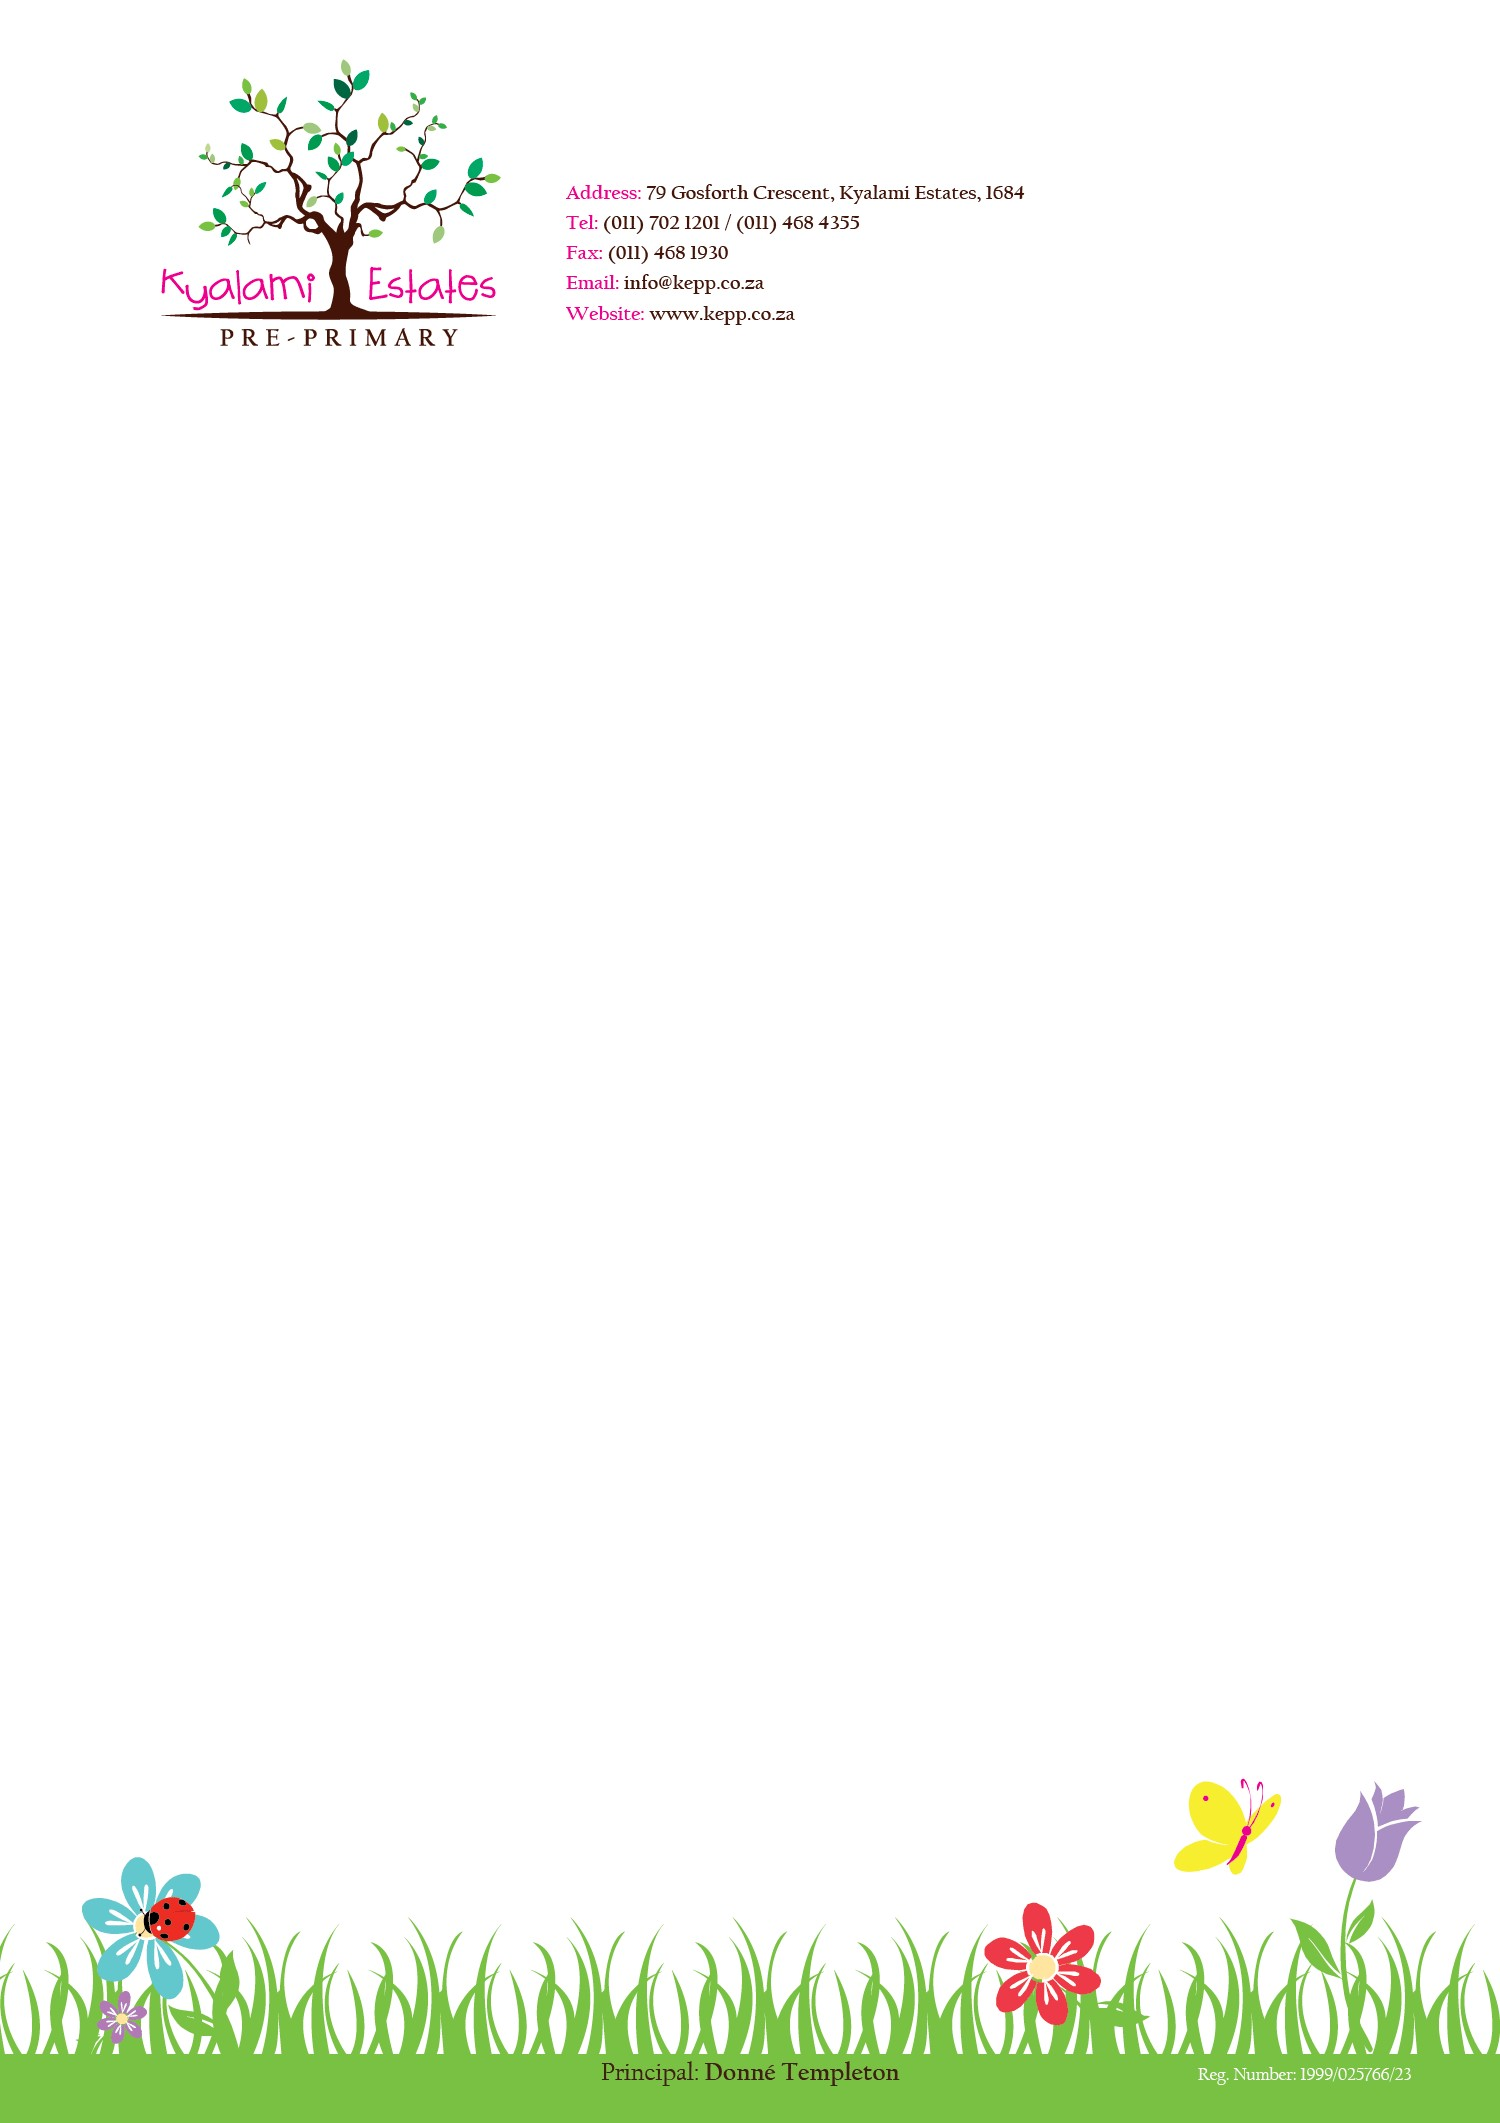 Kyalami Estates
PRE-PRIMARY
Address: 79 Gosforth Crescent, Kyalami Estates, 1684
Tel: (011) 702 1201 / (011) 468 4355
Fax: (011) 468 1930
Email: info@kepp.co.za
Website: www.kepp.co.za
Principal: Donné Templeton
Reg. Number: 1999/025766/23